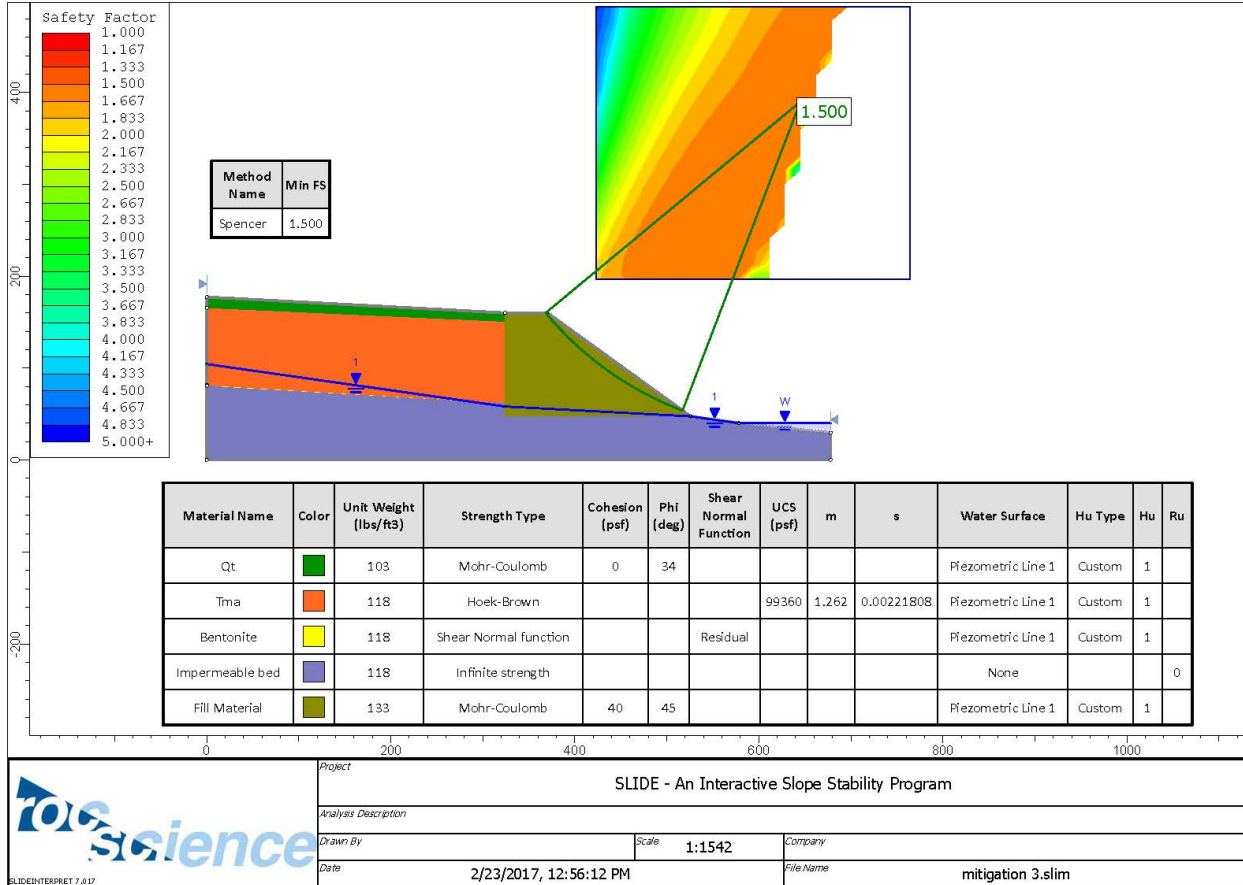 Safety Factor
1.000
1.167
1.333
1.500
1.667
1.833
2.000
2.167
2.333
2.500
2.667
2.833
3.000
3.167
3.333
3.500
3.667
3.833
4.000
4.167
4.333
4.500
4.667
4.833
5.000+
400
200
0
-200
1.500
Method Name Min FS
Spencer 1.500
1
1
W
Material Name Color Unit Weight (lbs/ft3) Strength Type Cohesion (psf) Phi (deg) Shear Normal Function UCS (psf) m s Water Surface Hu Type Hu Ru
Qt 103 Mohr-Coulomb 0 34 Piezometric Line 1 Custom 1
Tma 118 Hoek-Brown 99360 1.262 0.00221808 Piezometric Line 1 Custom 1
Bentonite 118 Shear Normal function Residual Piezometric Line 1 Custom 1
Impermeable bed 118 Infinite strength None 0
Fill Material 133 Mohr-Coulomb 40 45 Piezometric Line 1 Custom 1
0 200 400 600 800 1000
rocscience
SLIDEINTERPRET 7.017
Project
SLIDE - An Interactive Slope Stability Program
Analysis Description
Drawn By
Scale 1:1542
Company
Date 2/23/2017, 12:56:12 PM
File Name mitigation 3.slim